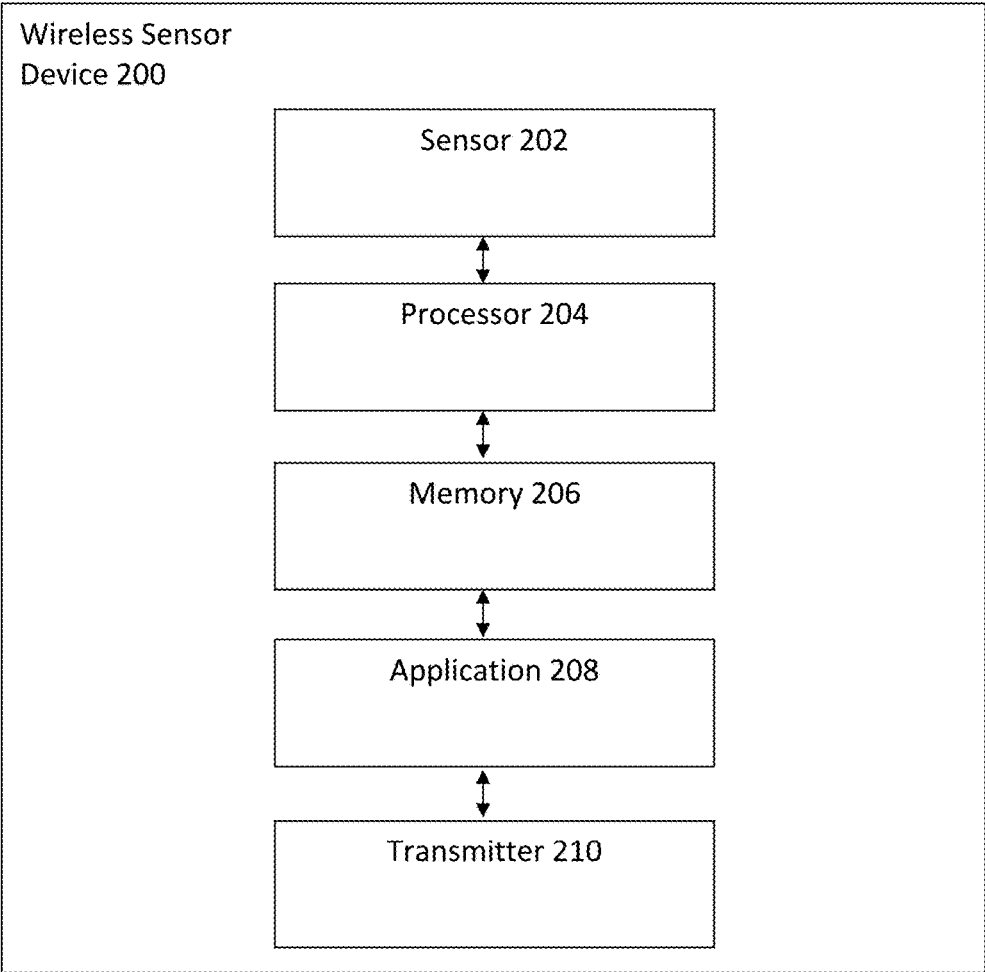 Wireless Sensor
Device 200
Sensor 202
Processor 204
Memory 206
Application 208
Transmitter 210